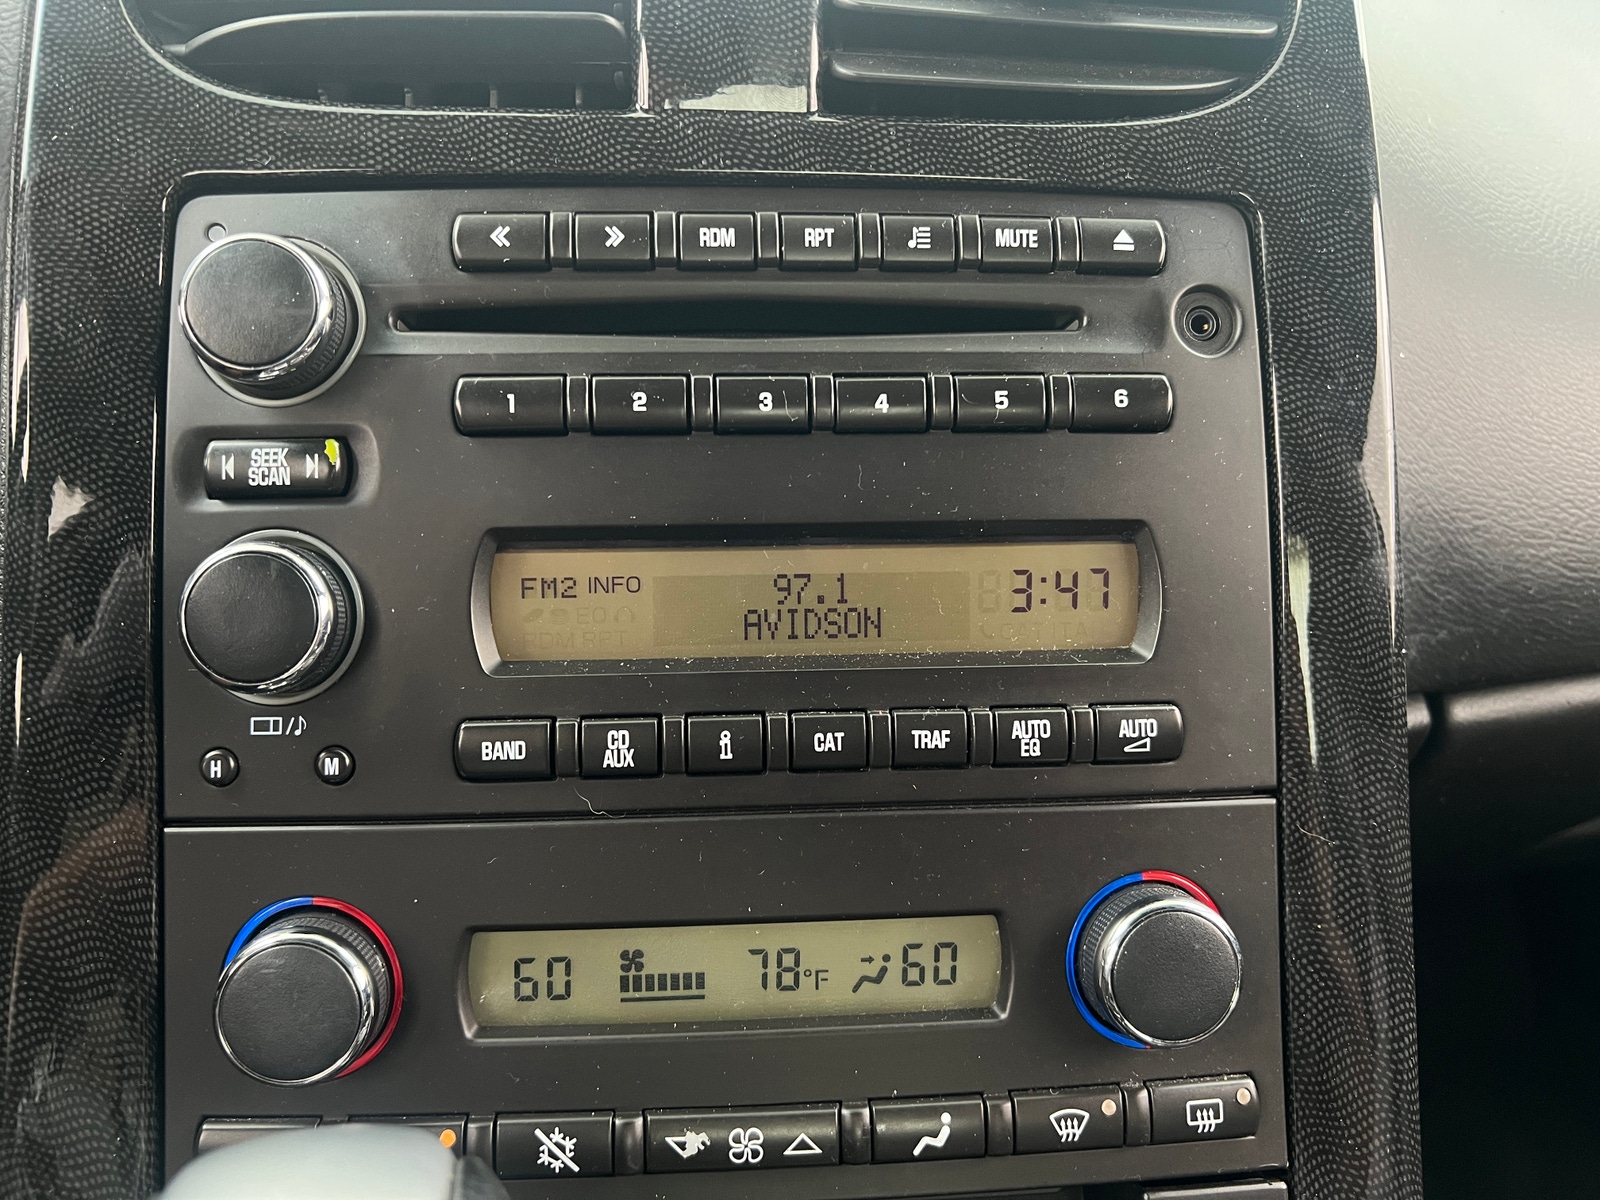 RDM RPT MUTE
1 2 3 4 5 6
SEEK
SCAN
FM2 INFO 97.1 3:47
AVIDSON
H M
BAND CD AUX i CAT TRAF AUTO EQ AUTO
60 78°F 60